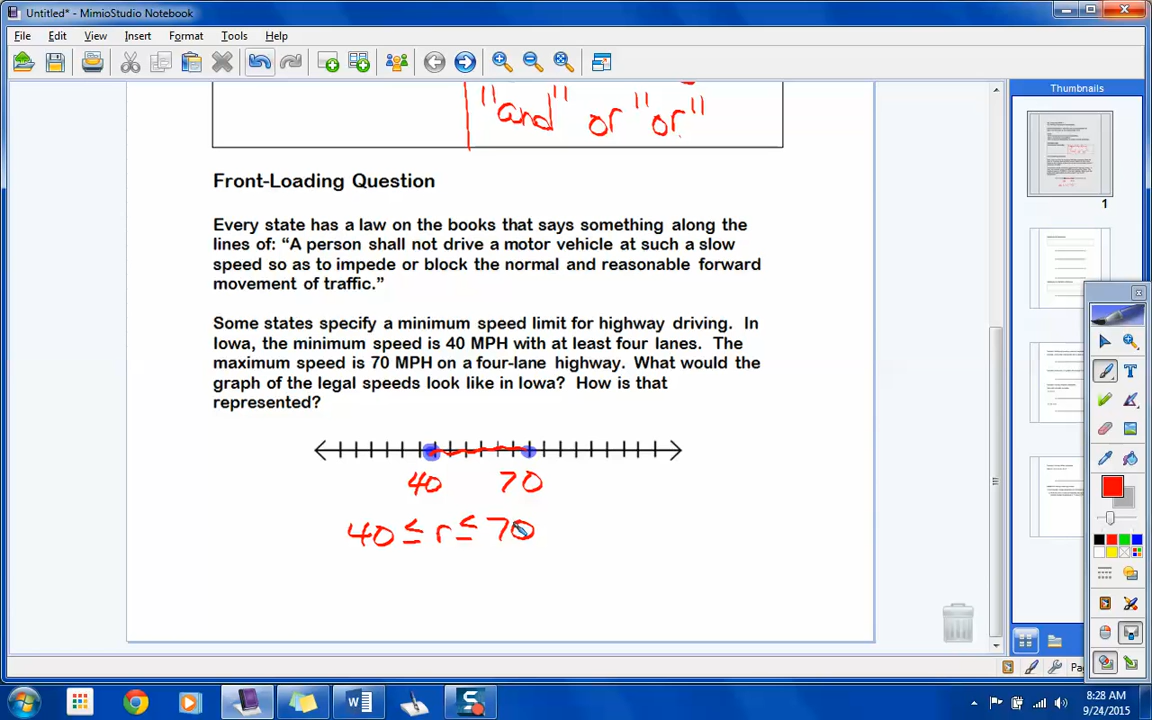 Untitled* - MimioStudio Notebook
File Edit View Insert Format Tools Help
Thumbnails
"and" or "or"
1
Front-Loading Question
Every state has a law on the books that says something along the
lines of: “A person shall not drive a motor vehicle at such a slow
speed so as to impede or block the normal and reasonable forward
movement of traffic.”
Some states specify a minimum speed limit for highway driving. In
Iowa, the minimum speed is 40 MPH with at least four lanes. The
maximum speed is 70 MPH on a four-lane highway. What would the
graph of the legal speeds look like in Iowa? How is that
represented?
40 70
40 ≤ r ≤ 70
8:28 AM
9/24/2015